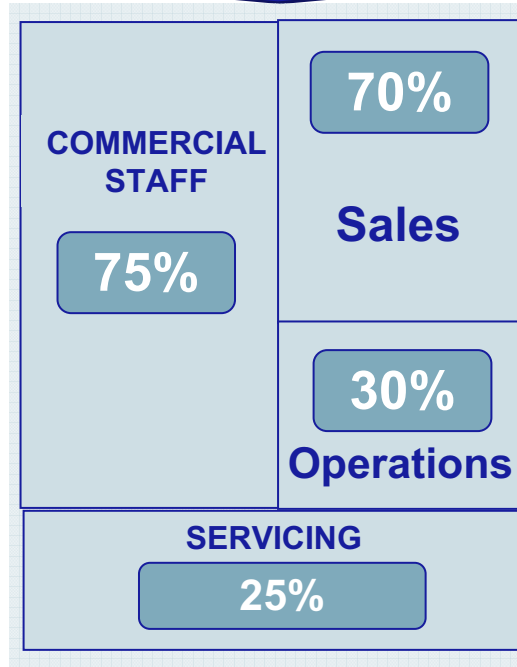 COMMERCIAL
STAFF
75%
70%
Sales
30%
Operations
SERVICING
25%